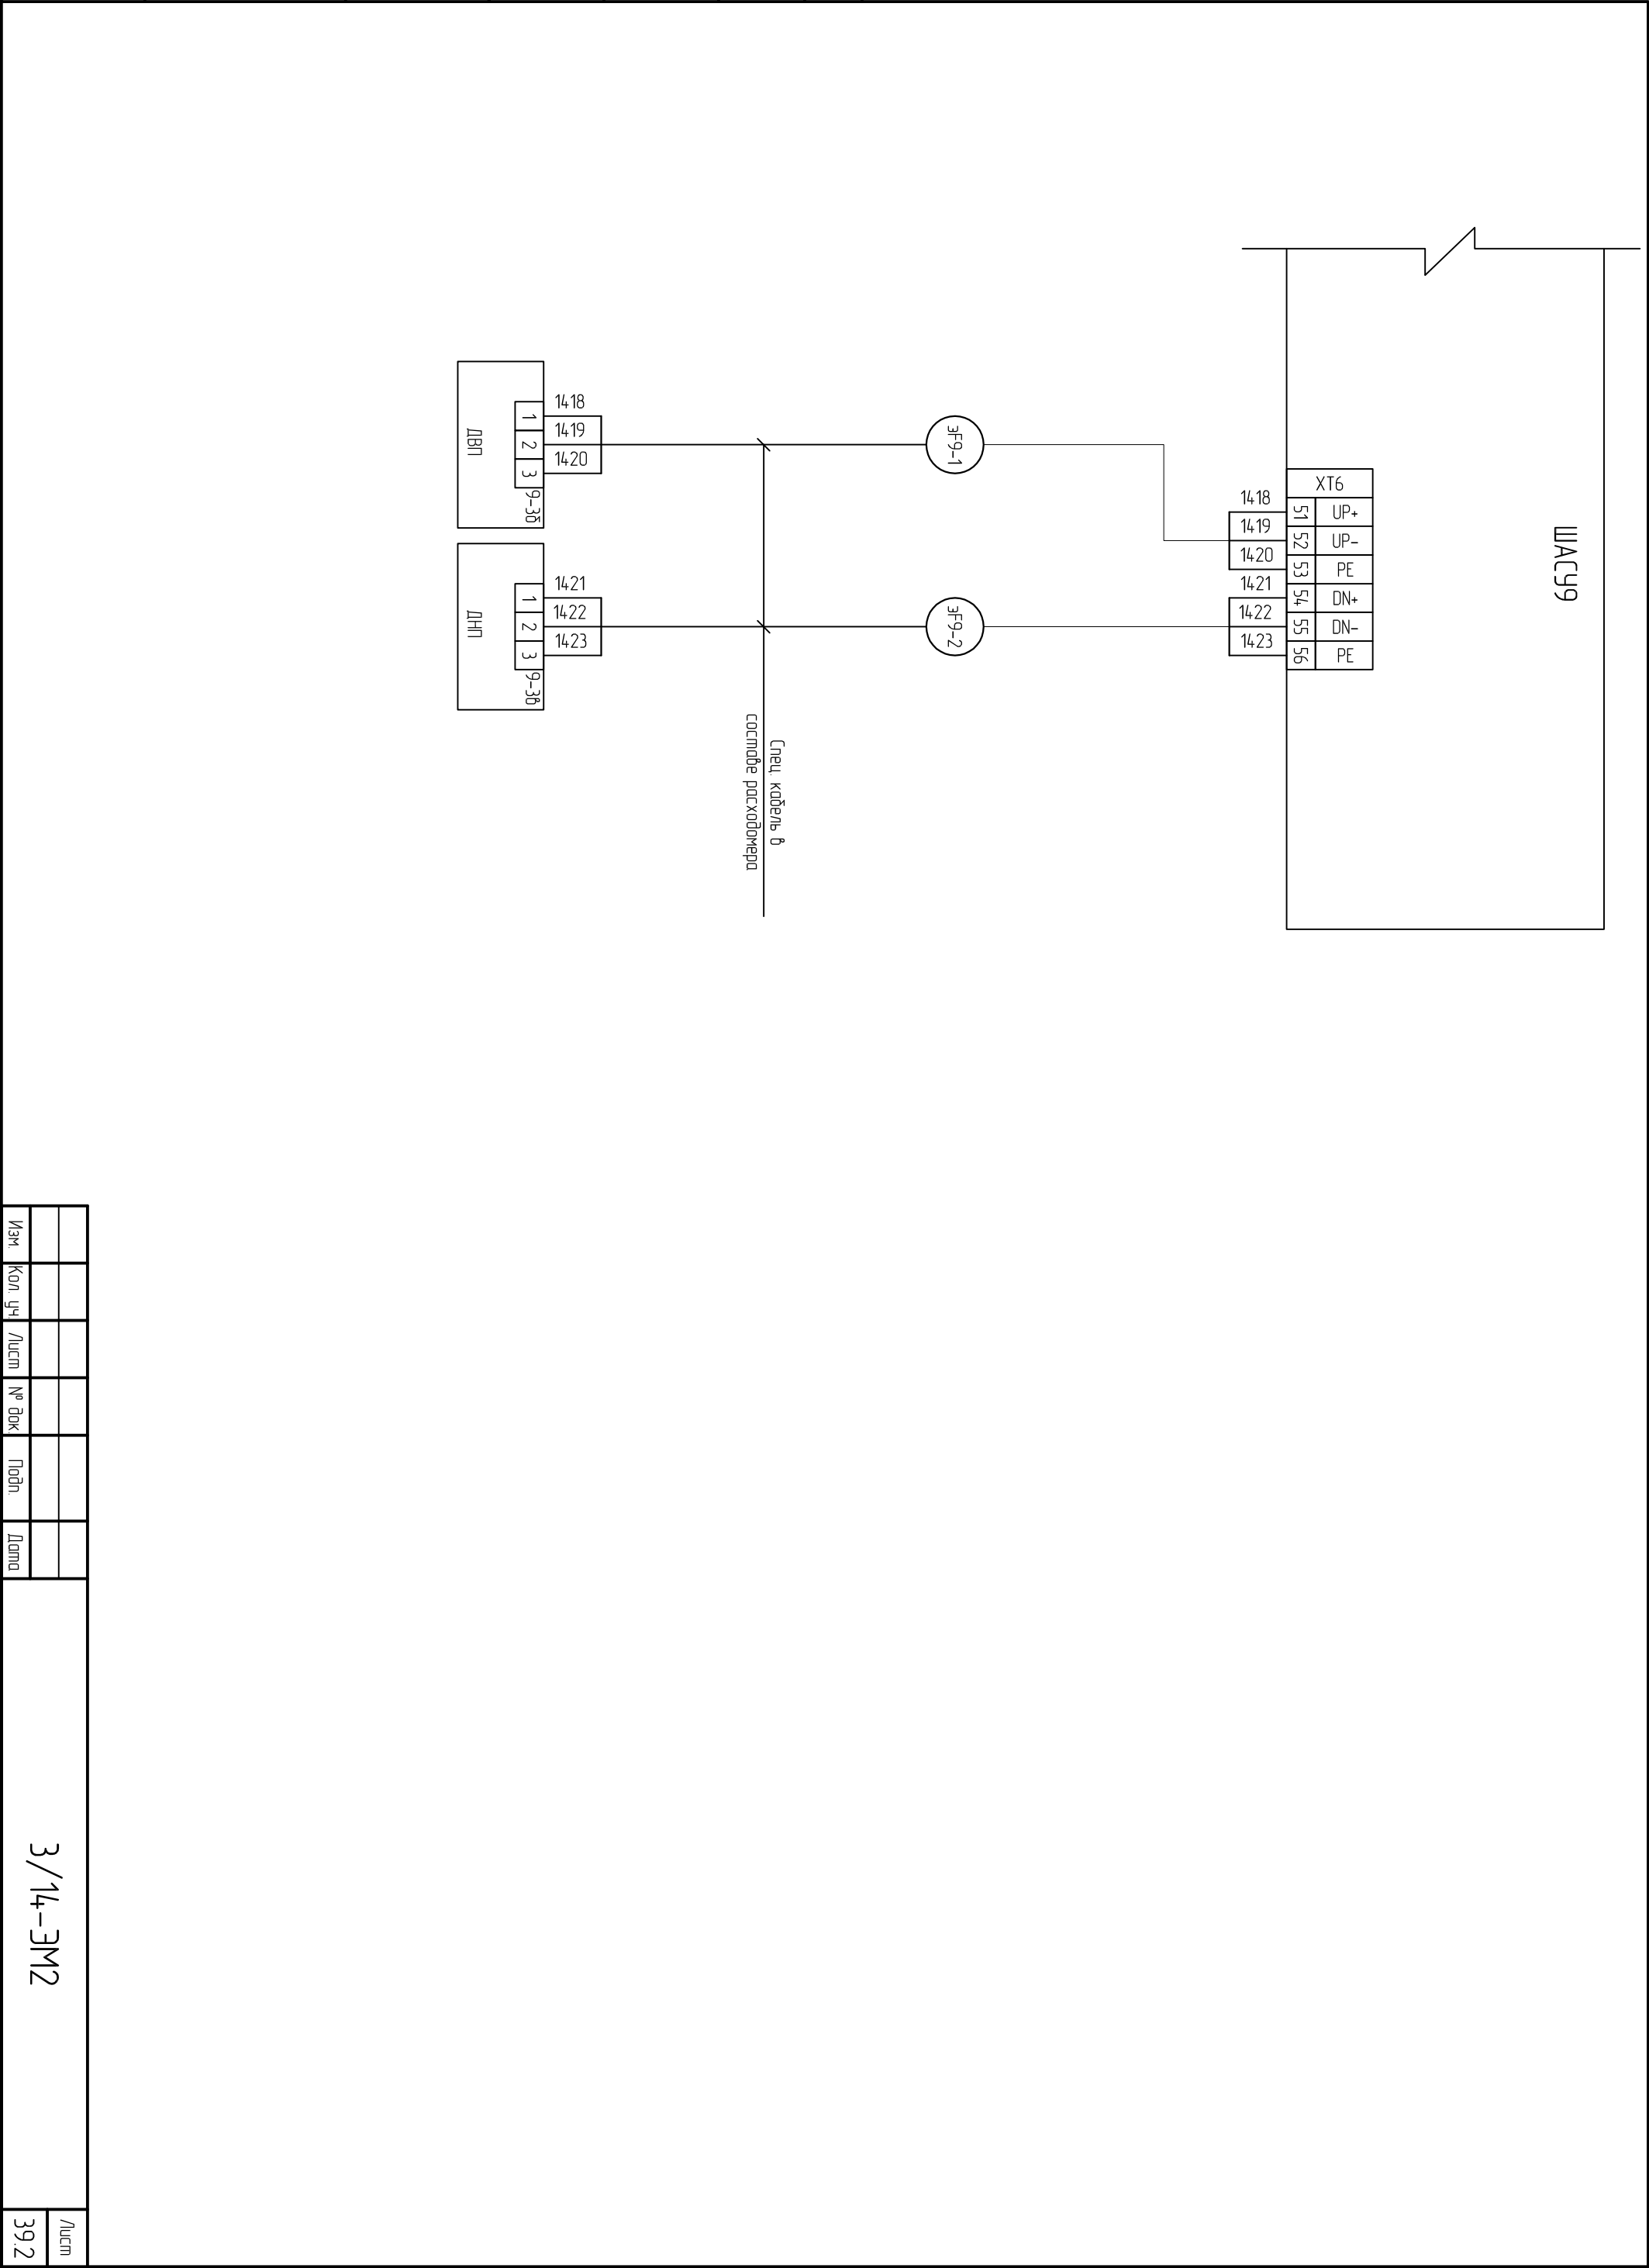 ШАСУ9
ХТ6
1418 51 UP+
1419 52 UP-
1420 53 PE
1421 54 DN+
1422 55 DN-
1423 56 PE
эF9-1
эF9-2
Спец. кабель в
составе расходомера
1418 1
1419 2
1420 3
9-3б
ДВП
1421 1
1422 2
1423 3
9-3в
ДНП
Изм. Кол. уч. Лист № док. Подп. Дата
3/14-ЭМ2
Лист
39.2